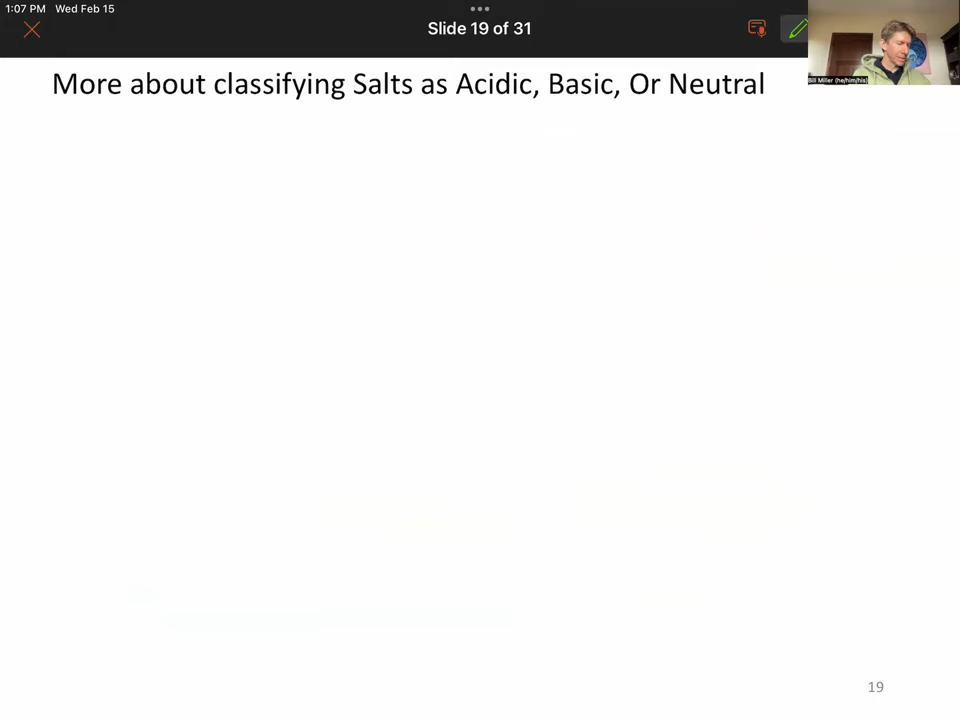 1:07 PM Wed Feb 15
Slide 19 of 31
Bill Miller (he/him/his)
More about classifying Salts as Acidic, Basic, Or Neutral
19